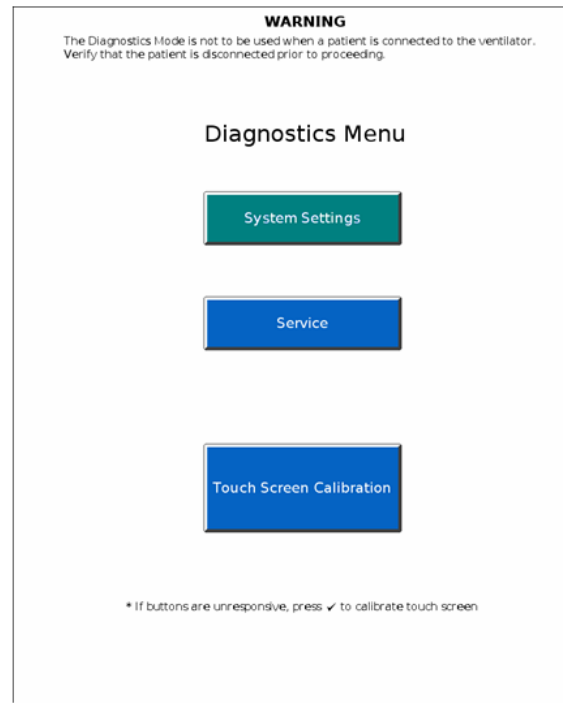 WARNING
The Diagnostics Mode is not to be used when a patient is connected to the ventilator.
Verify that the patient is disconnected prior to proceeding.
Diagnostics Menu
System Settings
Service
Touch Screen Calibration
* If buttons are unresponsive, press ✓ to calibrate touch screen